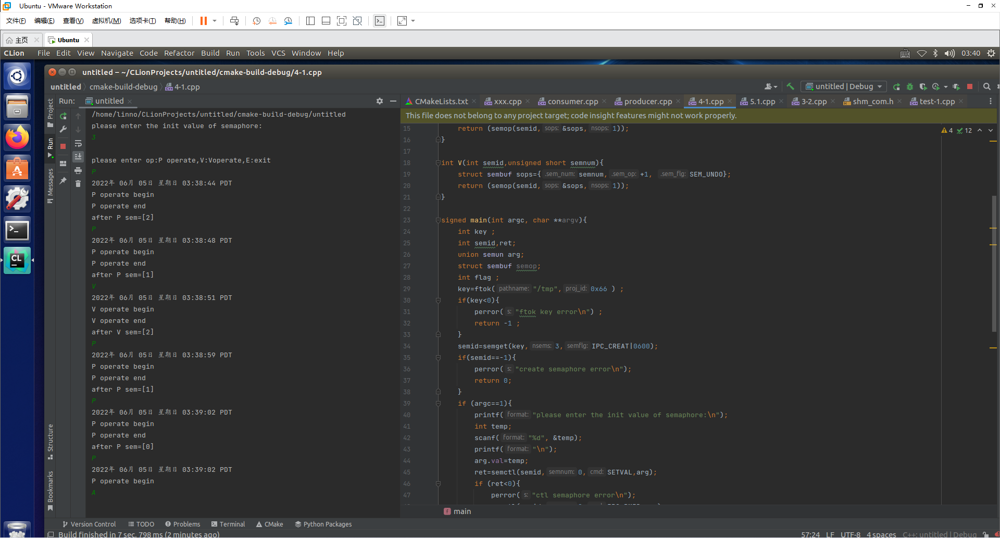 Ubuntu - VMware Workstation
文件(F) 编辑(E) 查看(V) 虚拟机(M) 选项卡(T) 帮助(H)
主页 Ubuntu
CLion File Edit View Navigate Code Refactor Build Run Tools VCS Window Help 03:40
untitled – ~/CLionProjects/untitled/cmake-build-debug/4-1.cpp
untitled cmake-build-debug 4-1.cpp untitled | Debug
Run: untitled
CMakeLists.txt xxx.cpp consumer.cpp producer.cpp 4-1.cpp 5.1.cpp 3-2.cpp shm_com.h test-1.cpp
This file does not belong to any project target; code insight features might not work properly.
4 12
Project
Run
Messages
Structure
Bookmarks
/home/linno/CLionProjects/untitled/cmake-build-debug/untitled
please enter the init value of semaphore:
3
please enter op:P operate,V:Voperate,E:exit
P
2022年 06月 05日 星期日 03:38:44 PDT
P operate begin
P operate end
after P sem=[2]
P
2022年 06月 05日 星期日 03:38:48 PDT
P operate begin
P operate end
after P sem=[1]
V
2022年 06月 05日 星期日 03:38:51 PDT
V operate begin
V operate end
after V sem=[2]
P
2022年 06月 05日 星期日 03:38:59 PDT
P operate begin
P operate end
after P sem=[1]
P
2022年 06月 05日 星期日 03:39:02 PDT
P operate begin
P operate end
after P sem=[0]
P
2022年 06月 05日 星期日 03:39:02 PDT
P operate begin
A
15 return (semop(semid, sops: &sops, nsops: 1));
16 }
17
18 int V(int semid,unsigned short semnum){
19 struct sembuf sops={ .sem_num: semnum, .sem_op: +1, .sem_flg: SEM_UNDO};
20 return (semop(semid, sops: &sops, nsops: 1));
21 }
22
23 signed main(int argc, char **argv){
24 int key ;
25 int semid,ret;
26 union semun arg;
27 struct sembuf semop;
28 int flag ;
29 key=ftok( pathname: "/tmp", proj_id: 0x66 ) ;
30 if(key<0){
31 perror( s: "ftok key error\n") ;
32 return -1 ;
33 }
34 semid=semget(key, nsems: 3, semflg: IPC_CREAT|0600);
35 if(semid==-1){
36 perror( s: "create semaphore error\n");
37 return 0;
38 }
39 if (argc==1){
40 printf( format: "please enter the init value of semaphore:\n");
41 int temp;
42 scanf( format: "%d", &temp);
43 printf( format: "\n");
44 arg.val=temp;
45 ret=semctl(semid, semnum: 0, cmd: SETVAL,arg);
46 if (ret<0){
47 perror( s: "ctl semaphore error\n");
main
Version Control TODO Problems Terminal CMake Python Packages
Build finished in 7 sec, 798 ms (2 minutes ago) 57:24 LF UTF-8 4 spaces C++: untitled | Debug